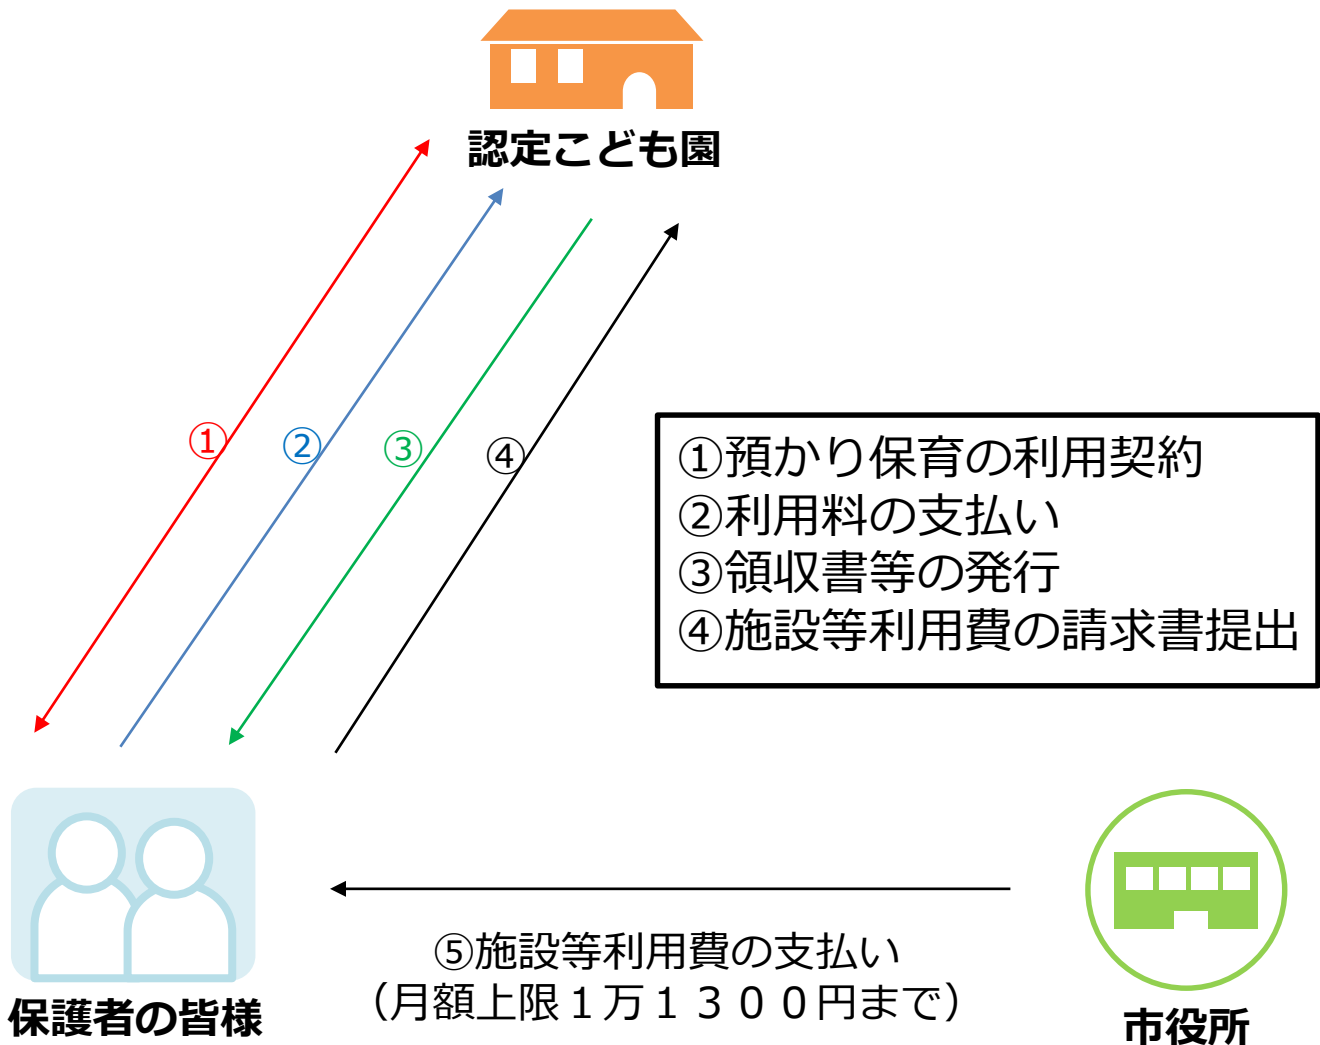 認定こども園
①
②
③
④
①預かり保育の利用契約
②利用料の支払い
③領収書等の発行
④施設等利用費の請求書提出
⑤施設等利用費の支払い
（月額上限１万１３００円まで）
保護者の皆様
市役所